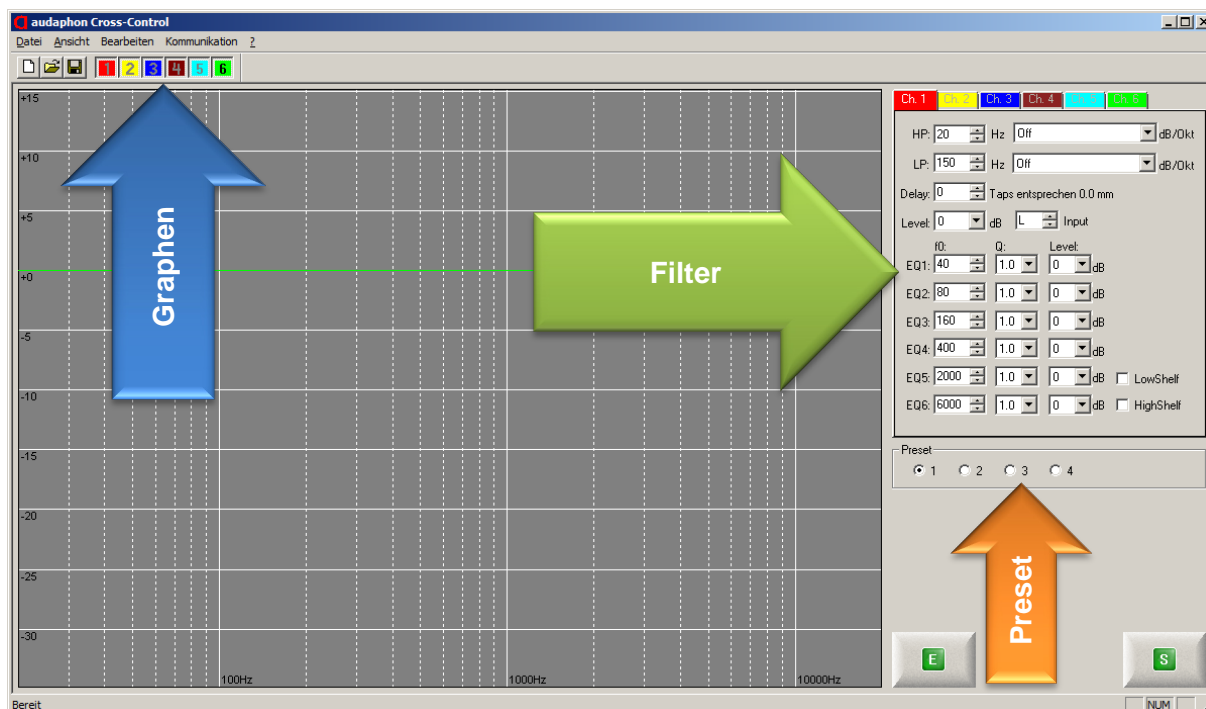 audaphon Cross-Control
Datei Ansicht Bearbeiten Kommunikation ?
1 2 3 4 5 6
+15
+10
+5
+0
-5
-10
-15
-20
-25
-30
100Hz 1000Hz 10000Hz
Graphen
Filter
Ch. 1 Ch. 2 Ch. 3 Ch. 4 Ch. 6
HP: 20 Hz Off dB/Okt
LP: 150 Hz Off dB/Okt
Delay: 0 Taps entsprechen 0.0 mm
Level: 0 dB L Input
f0: Q: Level:
EQ1: 40 1.0 0 dB
EQ2: 80 1.0 0 dB
EQ3: 160 1.0 0 dB
EQ4: 400 1.0 0 dB
EQ5: 2000 1.0 0 dB LowShelf
EQ6: 6000 1.0 0 dB HighShelf
Preset
1 2 3 4
Preset
E S
Bereit NUM